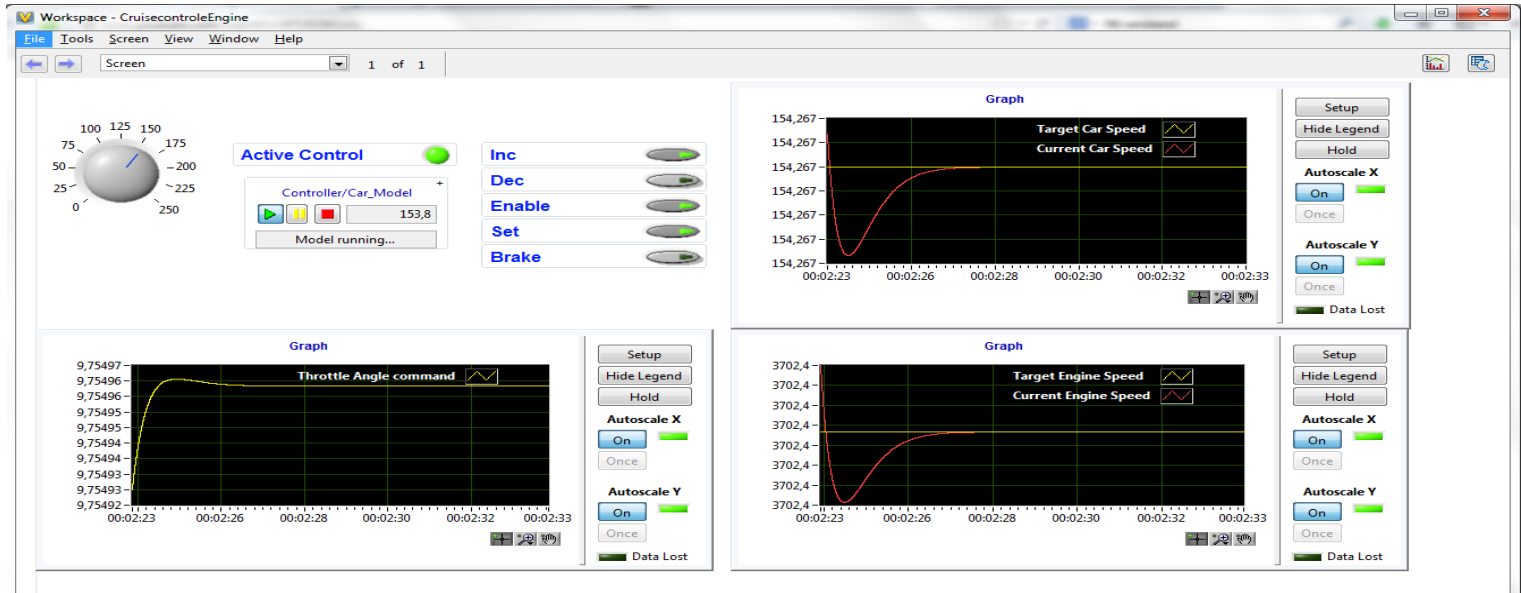 Workspace - CruisecontroleEngine
File Tools Screen View Window Help
Screen 1 of 1
0 25 50 75 100 125 150 175 200 225 250
Active Control
Controller/Car_Model +
153,8
Model running...
Inc
Dec
Enable
Set
Brake
Graph
Target Car Speed
Current Car Speed
154,267
154,267
154,267
154,267
154,267
154,267
154,267
00:02:23 00:02:26 00:02:28 00:02:30 00:02:32 00:02:33
Setup
Hide Legend
Hold
Autoscale X
On
Once
Autoscale Y
On
Once
Data Lost
Graph
Throttle Angle command
9,75497
9,75496
9,75496
9,75495
9,75495
9,75494
9,75494
9,75493
9,75493
9,75492
00:02:23 00:02:26 00:02:28 00:02:30 00:02:32 00:02:33
Setup
Hide Legend
Hold
Autoscale X
On
Once
Autoscale Y
On
Once
Data Lost
Graph
Target Engine Speed
Current Engine Speed
3702,4
3702,4
3702,4
3702,4
3702,4
3702,4
3702,4
3702,4
00:02:23 00:02:26 00:02:28 00:02:30 00:02:32 00:02:33
Setup
Hide Legend
Hold
Autoscale X
On
Once
Autoscale Y
On
Once
Data Lost